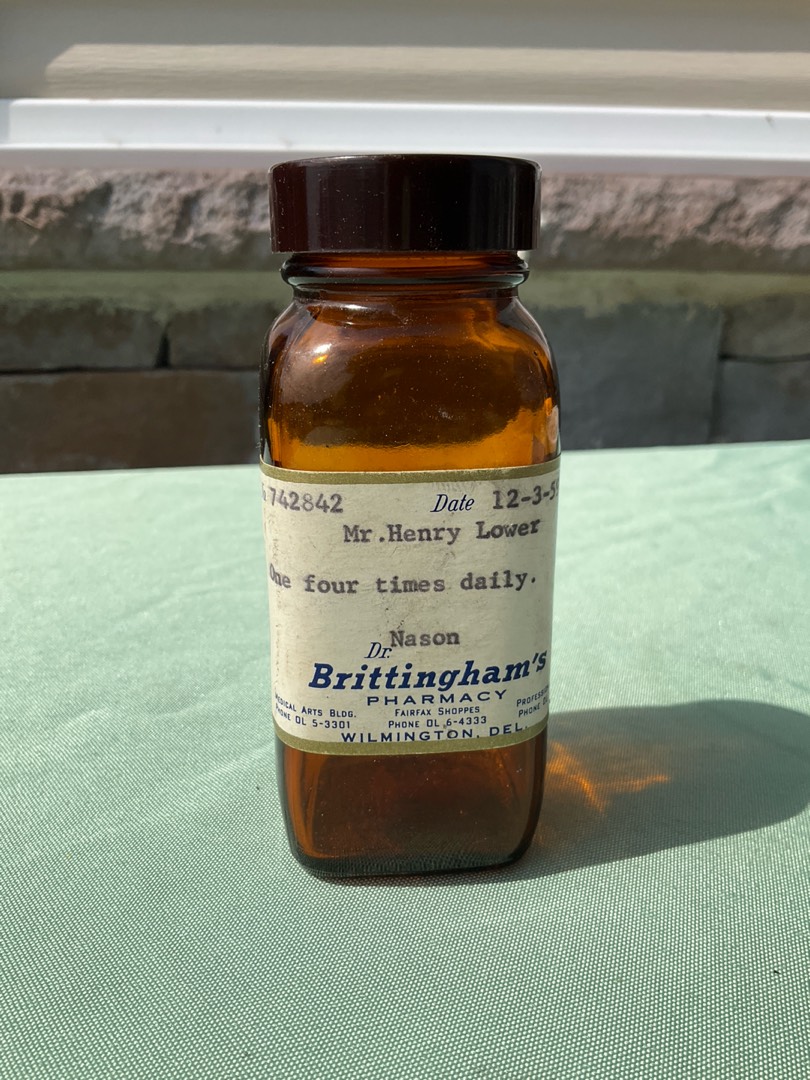 742842 Date 12-3-5
Mr.Henry Lower
One four times daily.
Dr. Nason
Brittingham's
PHARMACY
MEDICAL ARTS BLDG. FAIRFAX SHOPPES
PHONE OL 5-3301 PHONE OL 6-4333 PHONE
WILMINGTON, DEL.